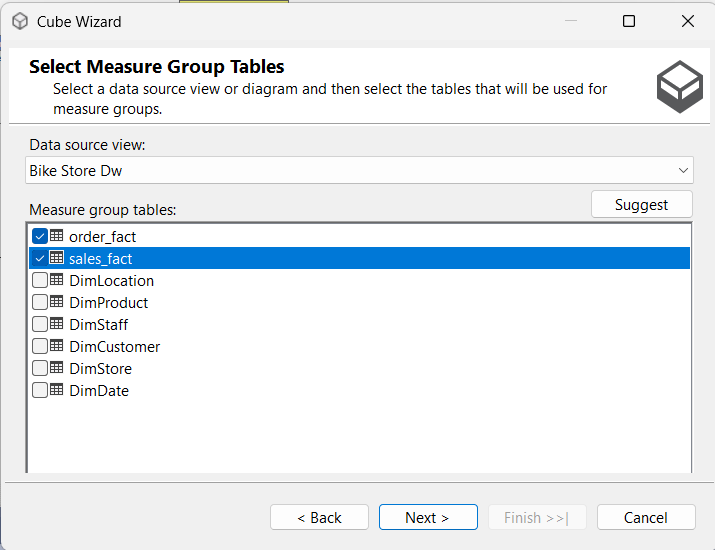 Cube Wizard
Select Measure Group Tables
Select a data source view or diagram and then select the tables that will be used for
measure groups.
Data source view:
Bike Store Dw
Suggest
Measure group tables:
order_fact
sales_fact
DimLocation
DimProduct
DimStaff
DimCustomer
DimStore
DimDate
< Back
Next >
Finish >>|
Cancel